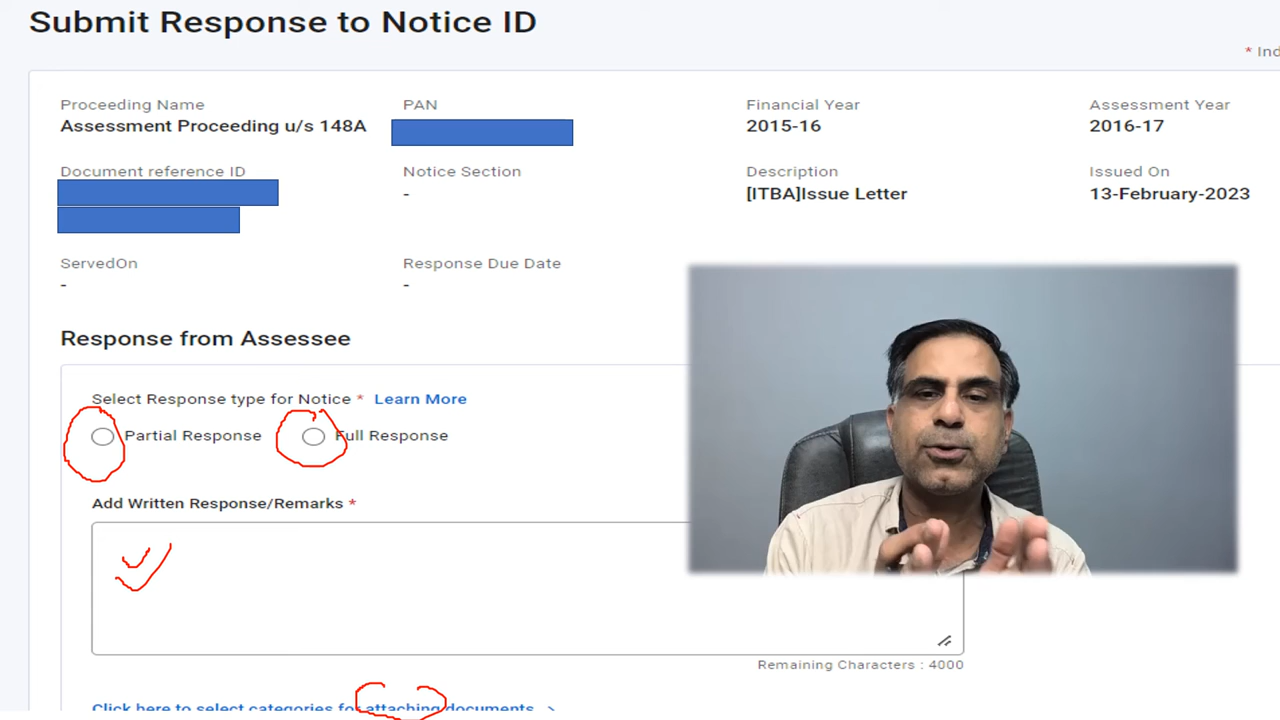 Submit Response to Notice ID
* Ind
Proceeding Name PAN Financial Year Assessment Year
Assessment Proceeding u/s 148A 2015-16 2016-17
Document reference ID Notice Section Description Issued On
- [ITBA]Issue Letter 13-February-2023
ServedOn Response Due Date
- -
Response from Assessee
Select Response type for Notice * Learn More
Partial Response Full Response
Add Written Response/Remarks *
Remaining Characters : 4000
Click here to select categories for attaching documents >